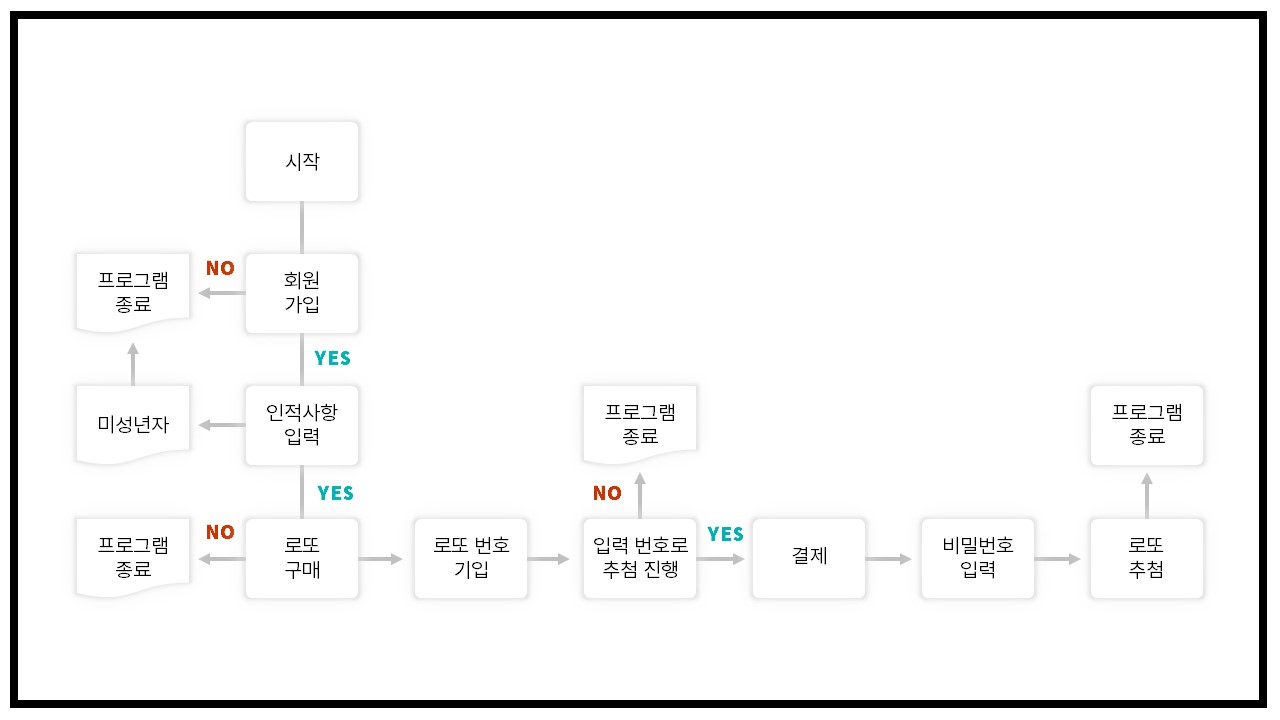 시작
프로그램
종료
NO
회원
가입
YES
미성년자
인적사항
입력
프로그램
종료
프로그램
종료
YES
NO
프로그램
종료
NO
로또
구매
로또 번호
기입
입력 번호로
추첨 진행
YES
결제
비밀번호
입력
로또
추첨